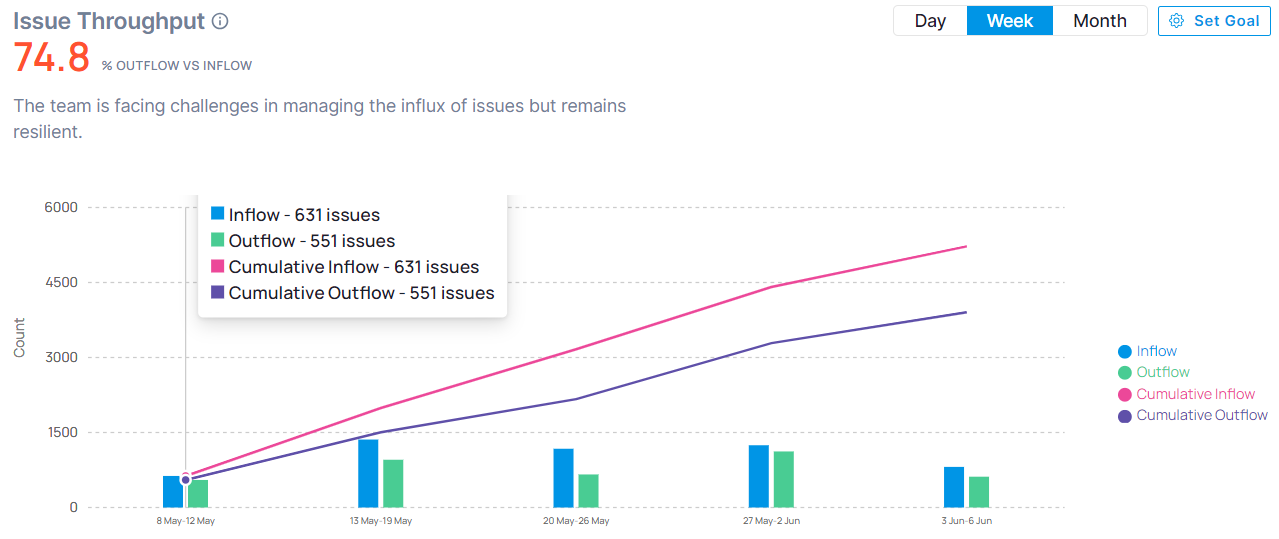 Issue Throughput
Day Week Month Set Goal
74.8 % OUTFLOW VS INFLOW
The team is facing challenges in managing the influx of issues but remains
resilient.
Inflow - 631 issues
Outflow - 551 issues
Cumulative Inflow - 631 issues
Cumulative Outflow - 551 issues
Count
6000
4500
3000
1500
0
8 May-12 May 13 May-19 May 20 May-26 May 27 May-2 Jun 3 Jun-6 Jun
Inflow
Outflow
Cumulative Inflow
Cumulative Outflow